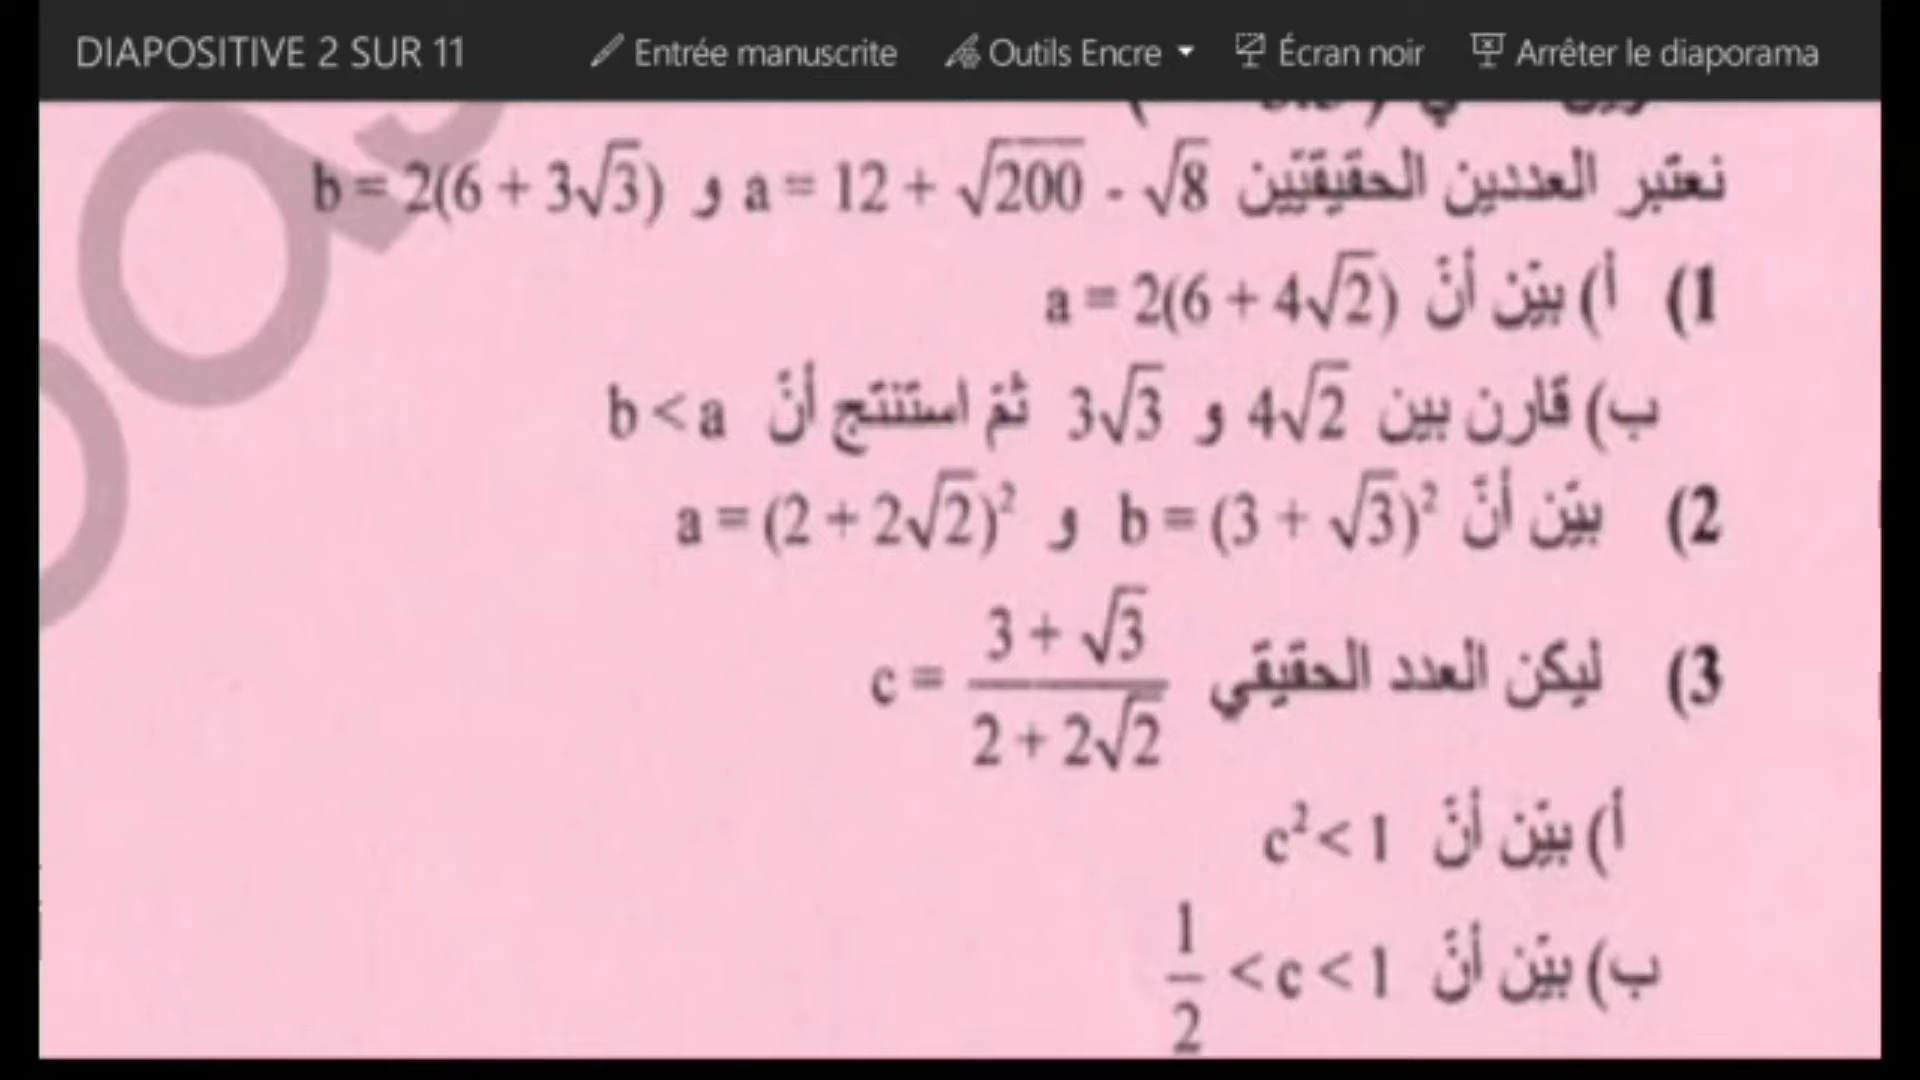 DIAPOSITIVE 2 SUR 11 Entrée manuscrite Outils Encre Écran noir Arrêter le diaporama
نعتبر العددين الحقيقيين a = 12 + √200 - √8 و b = 2(6 + 3√3)
1) أ) بيّن أنّ a = 2(6 + 4√2)
ب) قارن بين 4√2 و 3√3 ثمّ استنتج أنّ b < a
2) بيّن أنّ b = (3 + √3)² و a = (2 + 2√2)²
3) ليكن العدد الحقيقي c = (3 + √3)/(2 + 2√2)
أ) بيّن أنّ c² < 1
ب) بيّن أنّ 1/2 < c < 1